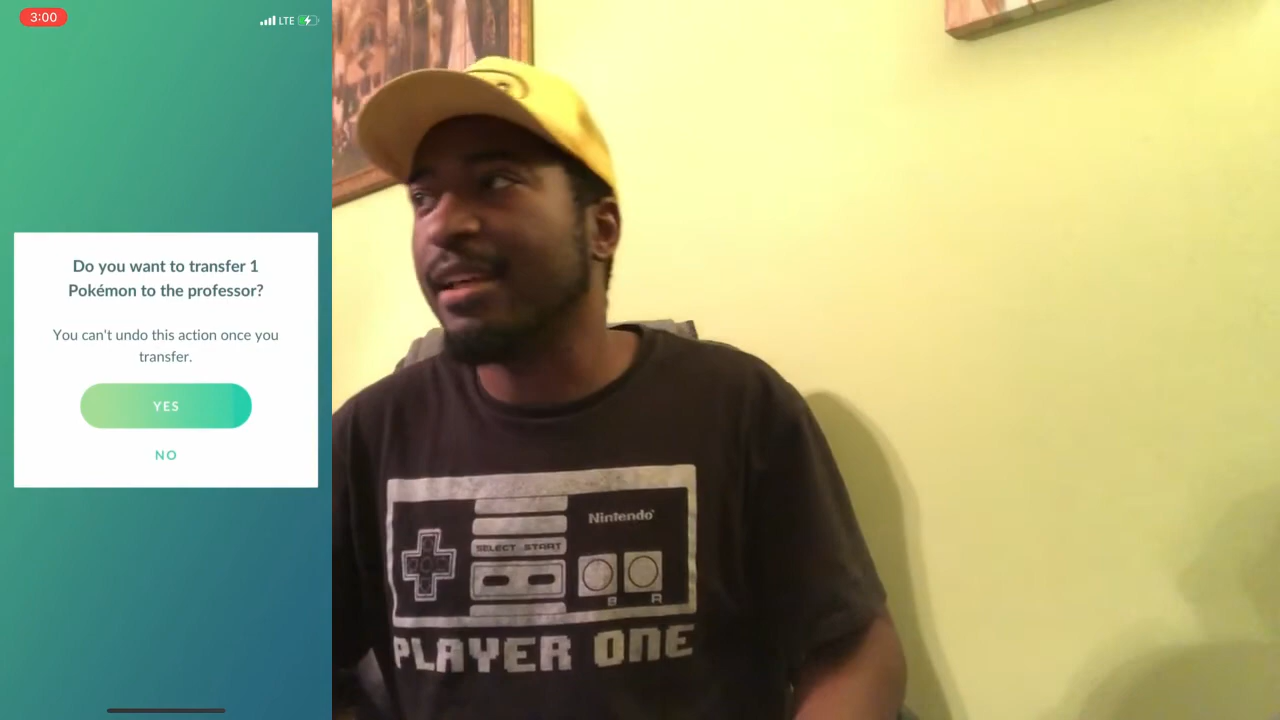 3:00
LTE
Do you want to transfer 1
Pokémon to the professor?
You can't undo this action once you
transfer.
YES
NO
Nintendo
SELECT START
B A
PLAYER ONE